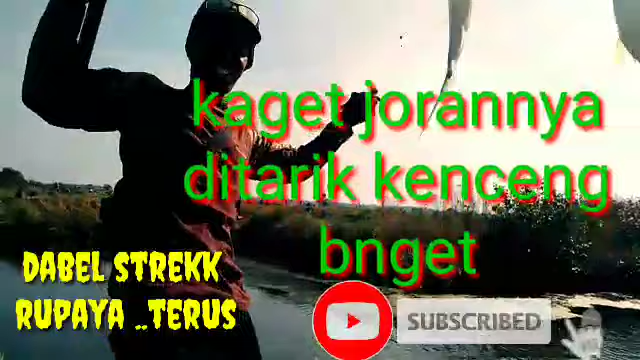 kaget jorannya
ditarik kenceng
bnget
DABEL STREKK
RUPAYA ..TERUS
SUBSCRIBED